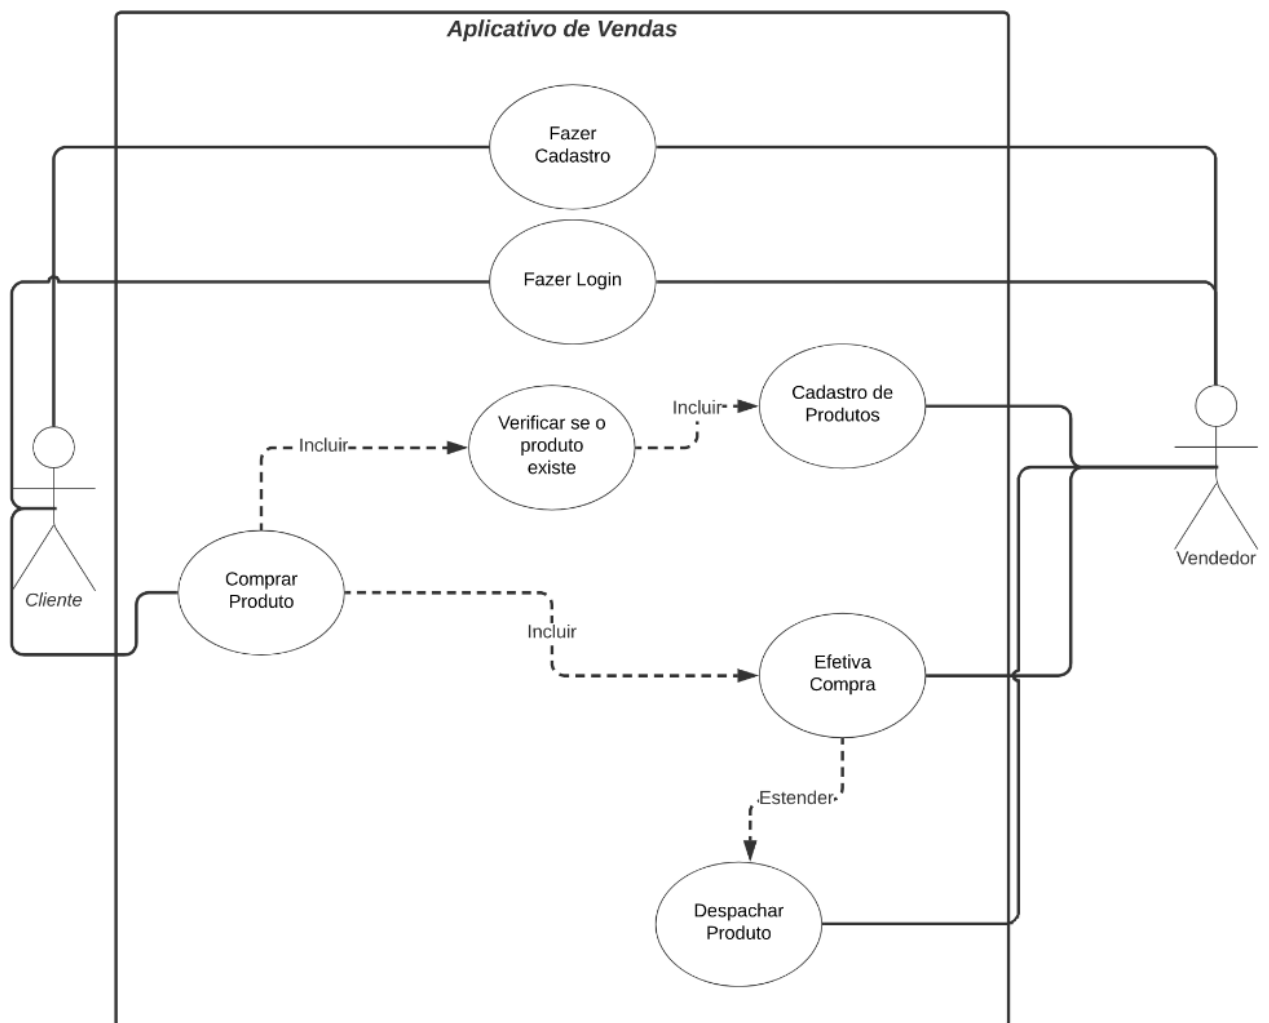 Aplicativo de Vendas
Fazer
Cadastro
Fazer Login
Cadastro de
Produtos
Incluir
Verificar se o
produto
existe
Incluir
Vendedor
Comprar
Produto
Cliente
Incluir
Efetiva
Compra
Estender
Despachar
Produto